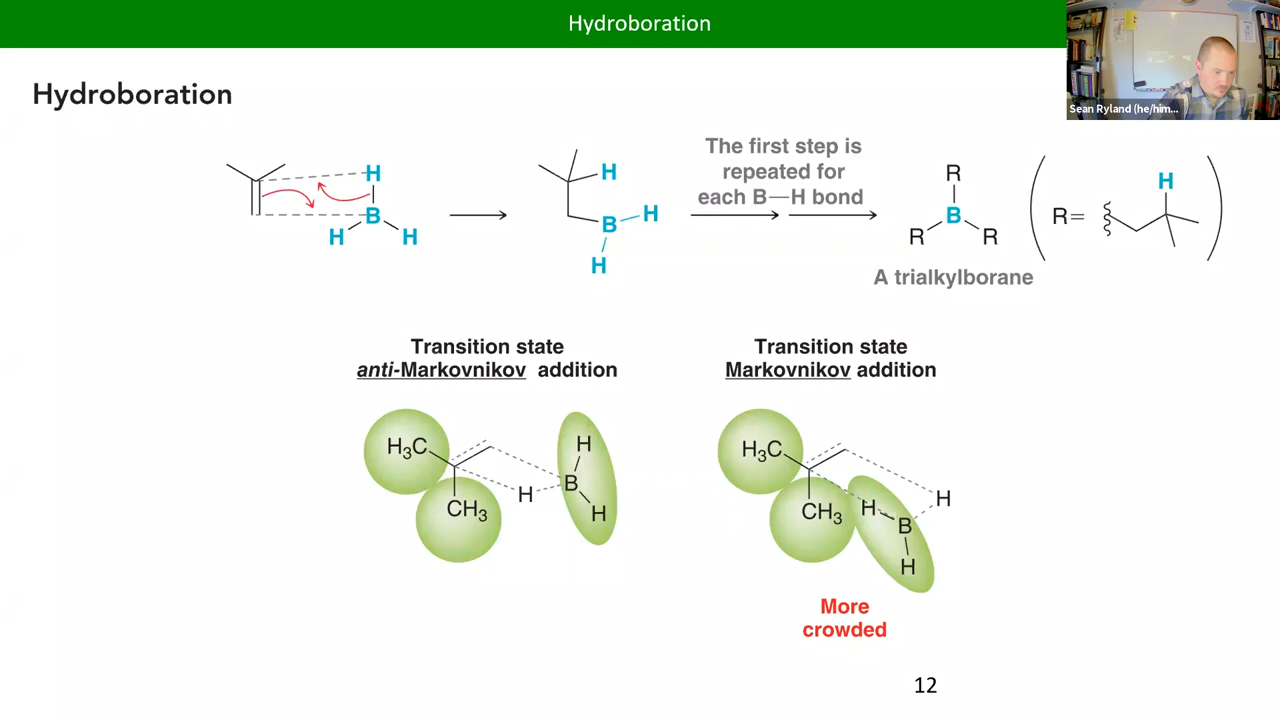 Hydroboration
Sean Ryland (he/him...
Hydroboration
H
B
H
H
H
B
H
H
The first step is
repeated for
each B—H bond
R
B
R
R
A trialkylborane
R=
H
Transition state
anti-Markovnikov addition
H3C
CH3
H
H
B
H
Transition state
Markovnikov addition
H3C
CH3
H
B
H
H
More
crowded
12